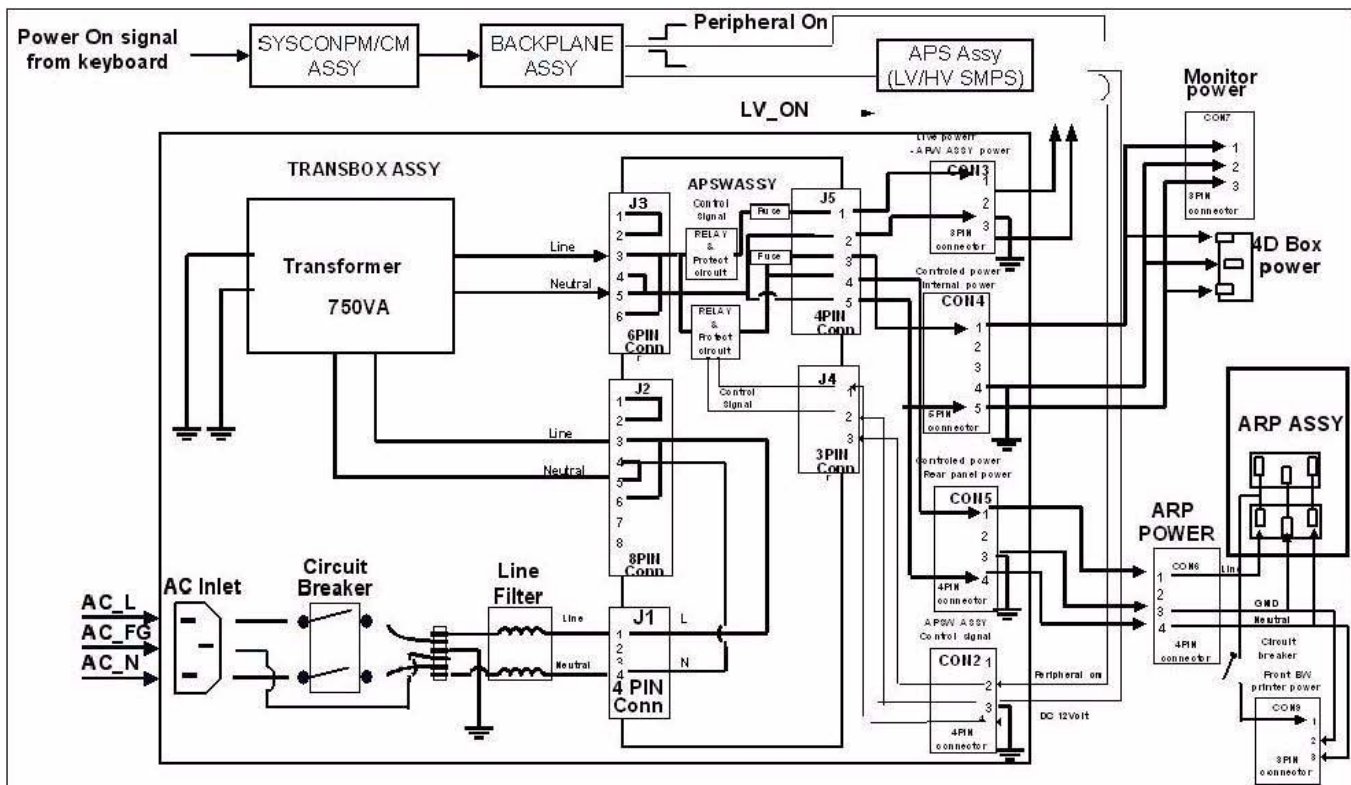 Power On signal
from keyboard
SYSCONPM/CM
ASSY
BACKPLANE
ASSY
Peripheral On
APS Assy
(LV/HV SMPS)
LV_ON
Monitor
power
CON7
1
2
3
3PIN
connector
TRANSBOX ASSY
Transformer
750VA
Line
Neutral
J3
1
2
3
4
5
6
6PIN
Conn
r
APSWASSY
Control
Signal
RELAY
&
Protect
circuit
Fuse
Fuse
RELAY
&
Protect
circuit
Control
Signal
J5
1
2
3
4
5
4PIN
Conn
J4
1
2
3
3PIN
Conn
r
Live power
- APW ASSY power
CON3
1
2
3
3PIN
connector
Controled power
Internal power
CON4
1
2
3
4
5
5PIN
connector
4D Box
power
Line
Neutral
J2
1
2
3
4
5
6
7
8
8PIN
Conn
Controled power
Rear panel power
CON5
1
2
3
4
4PIN
connector
ARP
POWER
CON6
1
2
3
4
4PIN
connector
Line
GND
Neutral
ARP ASSY
AC_L
AC_FG
AC_N
AC Inlet
Circuit
Breaker
Line
Filter
Line
Neutral
J1
1
2
3
4
4 PIN
Conn
L
N
APSW ASSY
Control signal
CON2
1
2
3
4
4PIN
connector
Peripheral on
DC 12Volt
Circuit
breaker
Front BW
printer power
CON9
1
2
3
3PIN
connector